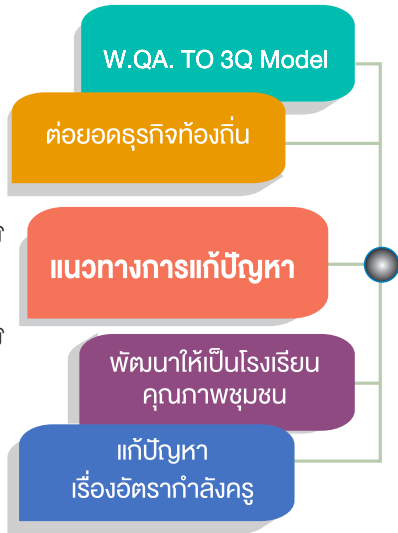 W.QA. TO 3Q Model
ต่อยอดธุรกิจท้องถิ่น
แนวทางการแก้ปัญหา
พัฒนาให้เป็นโรงเรียน
คุณภาพชุมชน
แก้ปัญหา
เรื่องอัตรากำลังครู